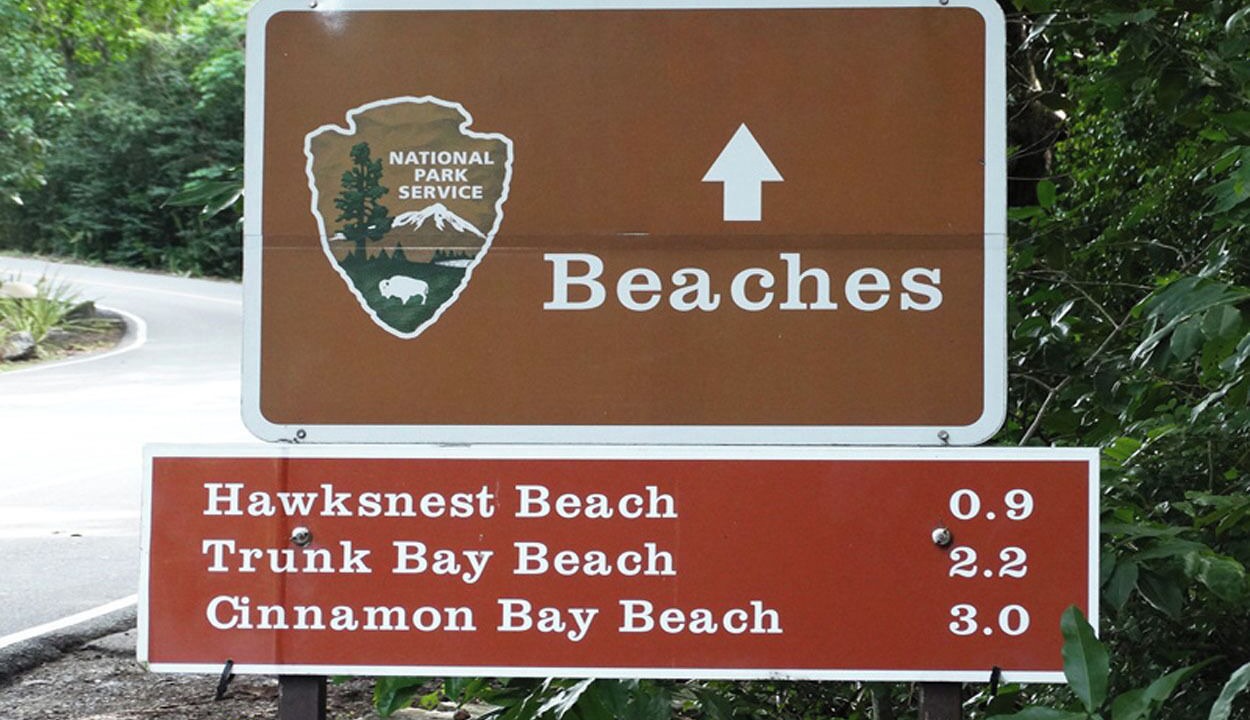 NATIONAL
PARK
SERVICE
Beaches
Hawksnest Beach 0.9
Trunk Bay Beach 2.2
Cinnamon Bay Beach 3.0